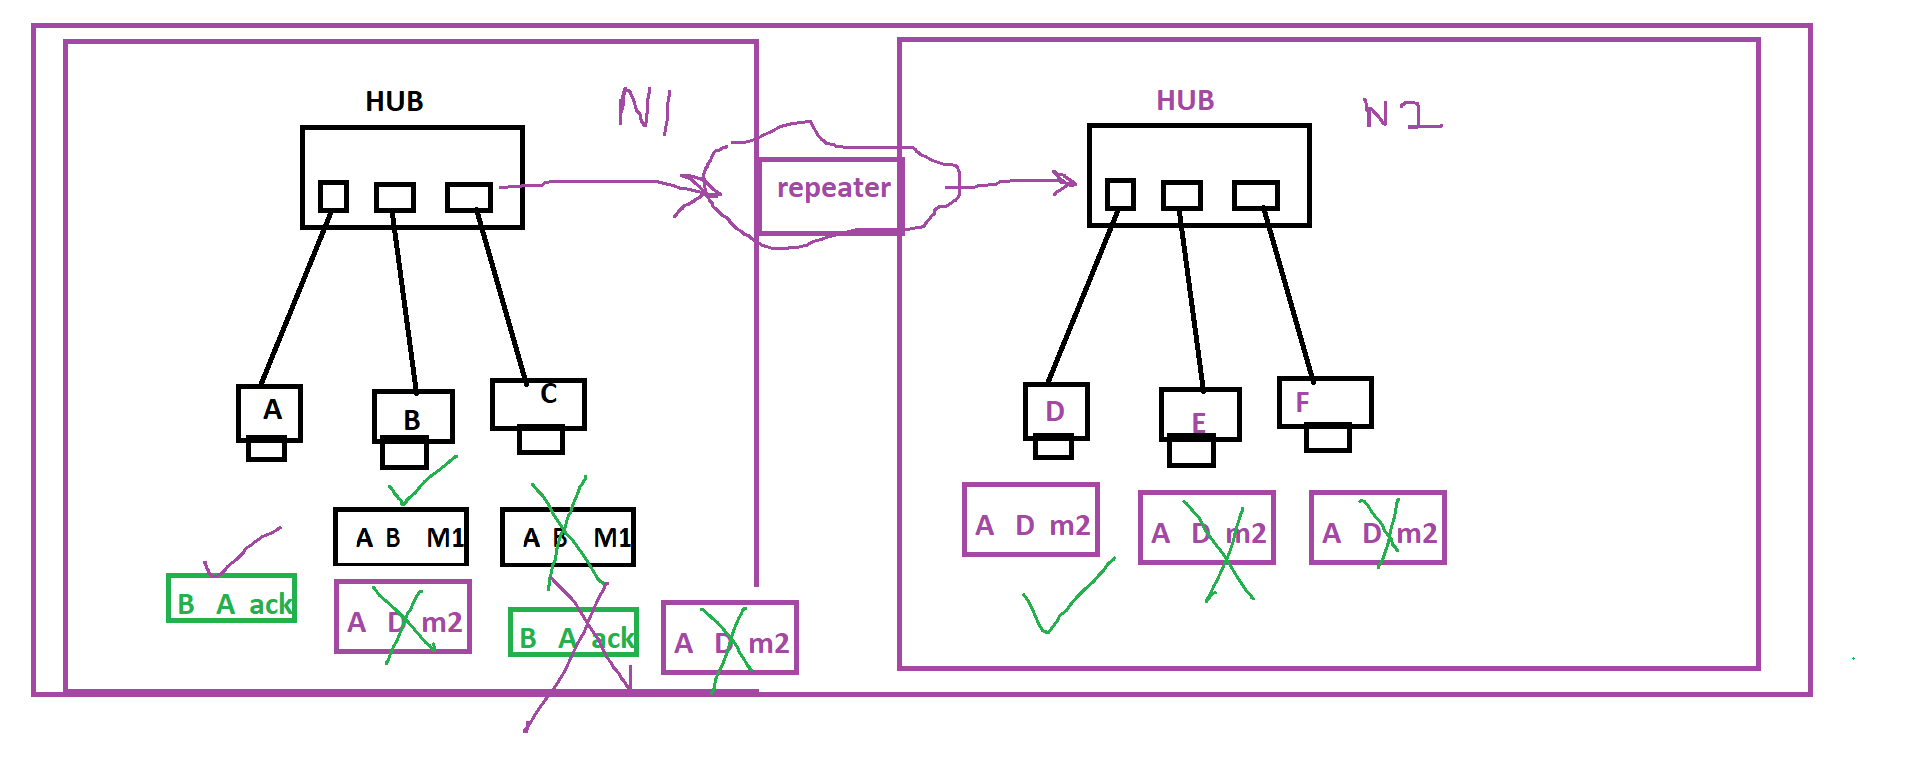 HUB
N1
HUB
N2
repeater
A
B
C
D
E
F
A B M1
A B M1
A D m2
A D m2
A D m2
B A ack
A D m2
B A ack
A D m2